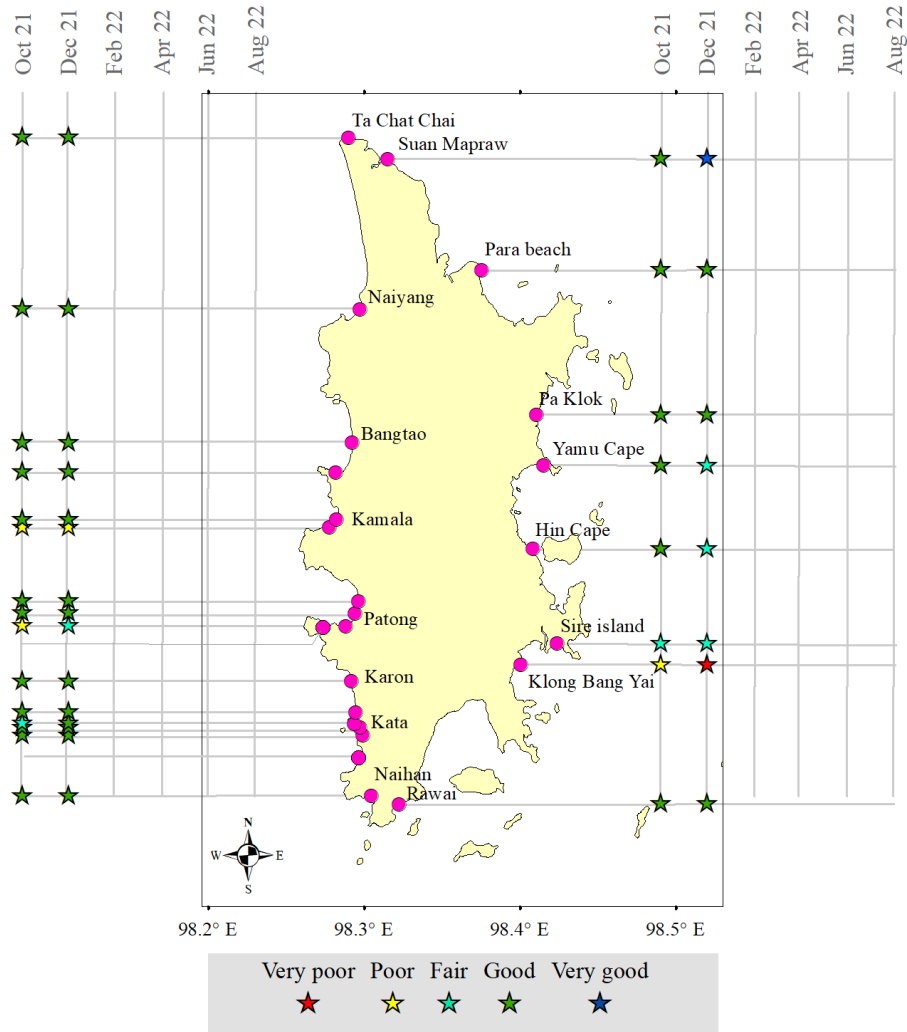 Oct 21
Dec 21
Feb 22
Apr 22
Jun 22
Aug 22
Oct 21
Dec 21
Feb 22
Apr 22
Jun 22
Aug 22
Ta Chat Chai
Suan Mapraw
Para beach
Naiyang
Pa Klok
Bangtao
Yamu Cape
Kamala
Hin Cape
Patong
Sire island
Karon
Klong Bang Yai
Kata
Naihan
Rawai
N
W
E
S
98.2° E
98.3° E
98.4° E
98.5° E
Very poor Poor Fair Good Very good